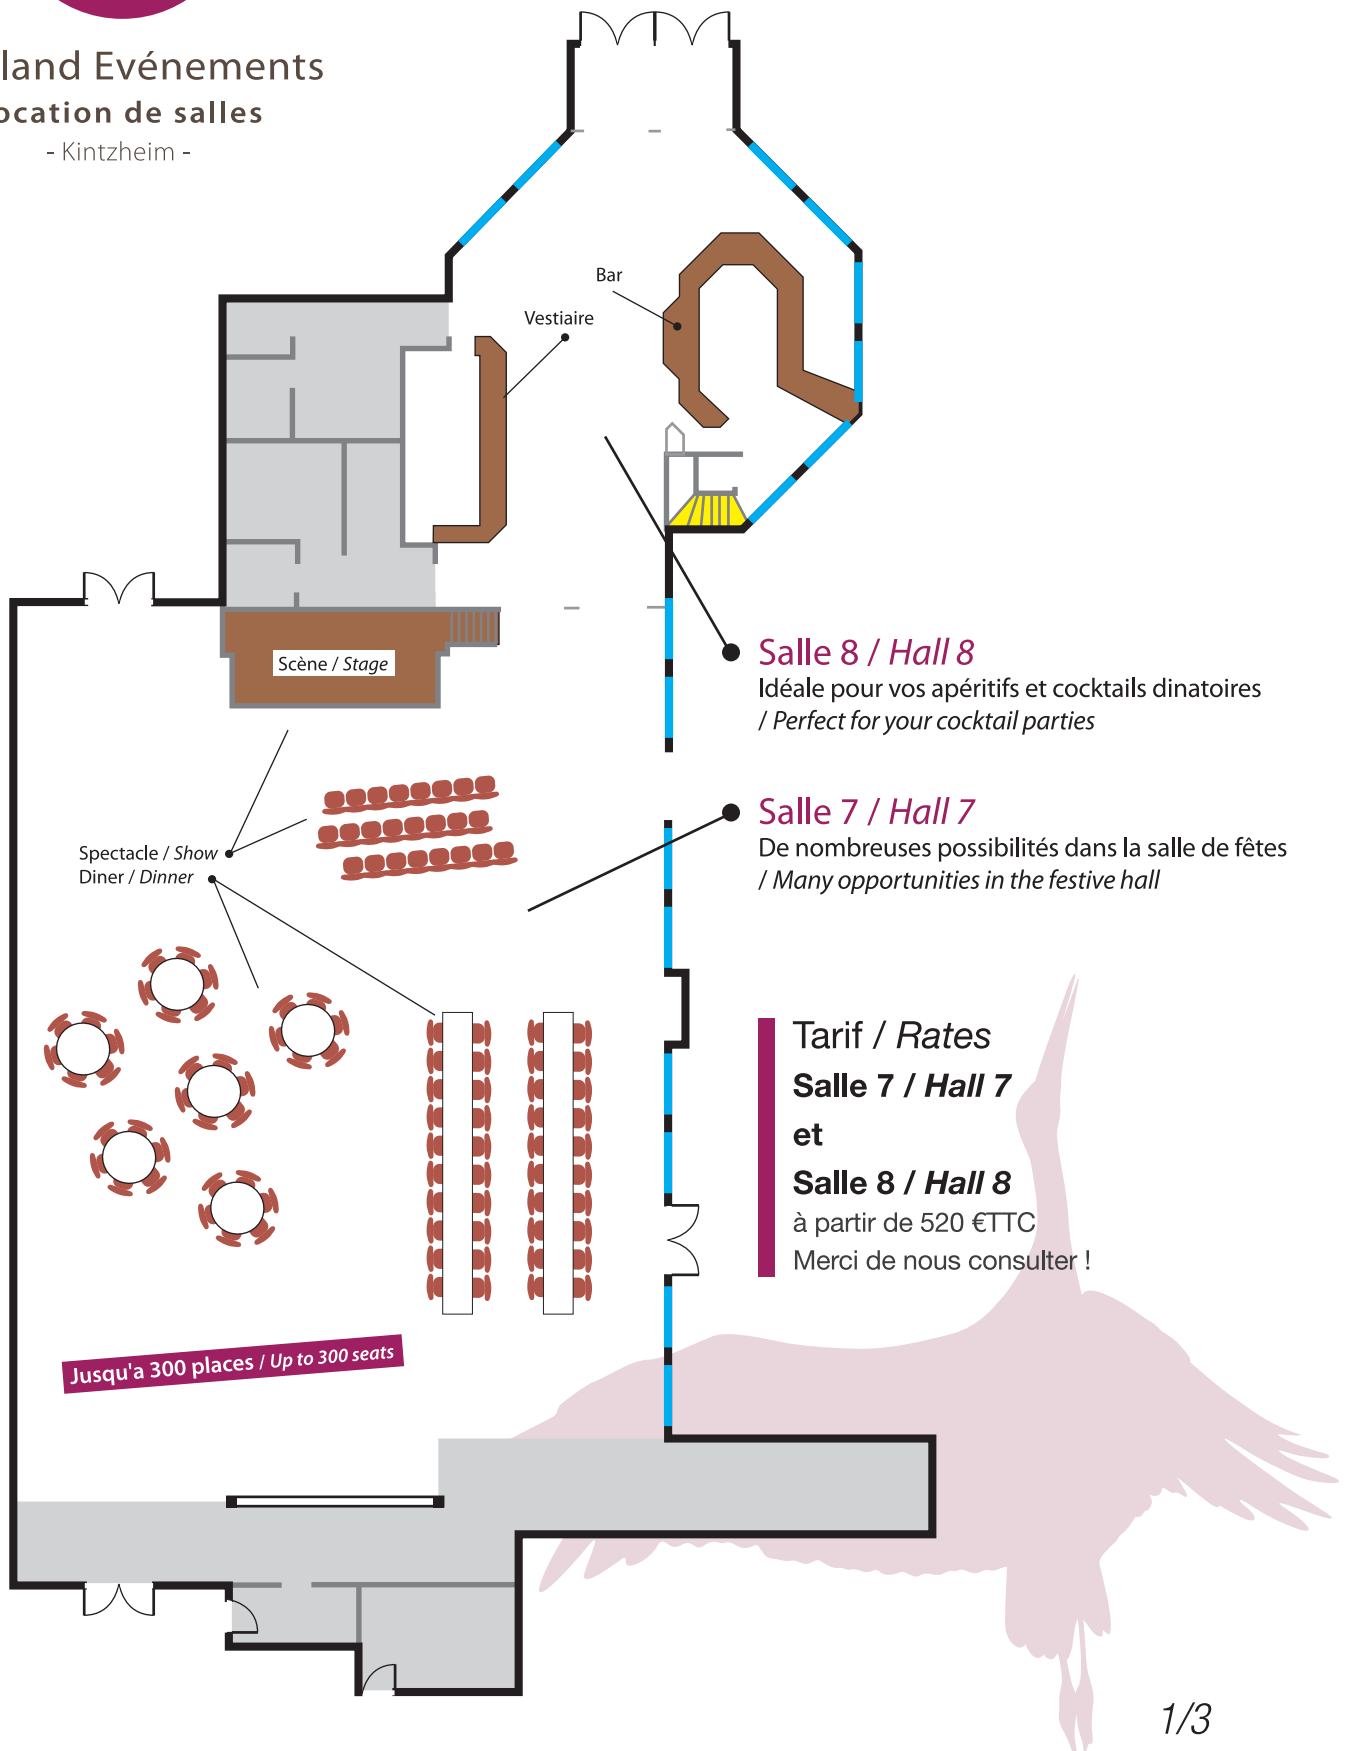 land Evénements
ocation de salles
- Kintzheim -
Bar
Vestiaire
Scène / Stage
Salle 8 / Hall 8
Idéale pour vos apéritifs et cocktails dinatoires
/ Perfect for your cocktail parties
Salle 7 / Hall 7
De nombreuses possibilités dans la salle de fêtes
/ Many opportunities in the festive hall
Spectacle / Show
Diner / Dinner
Tarif / Rates
Salle 7 / Hall 7
et
Salle 8 / Hall 8
à partir de 520 €TTC
Merci de nous consulter !
Jusqu'a 300 places / Up to 300 seats
1/3